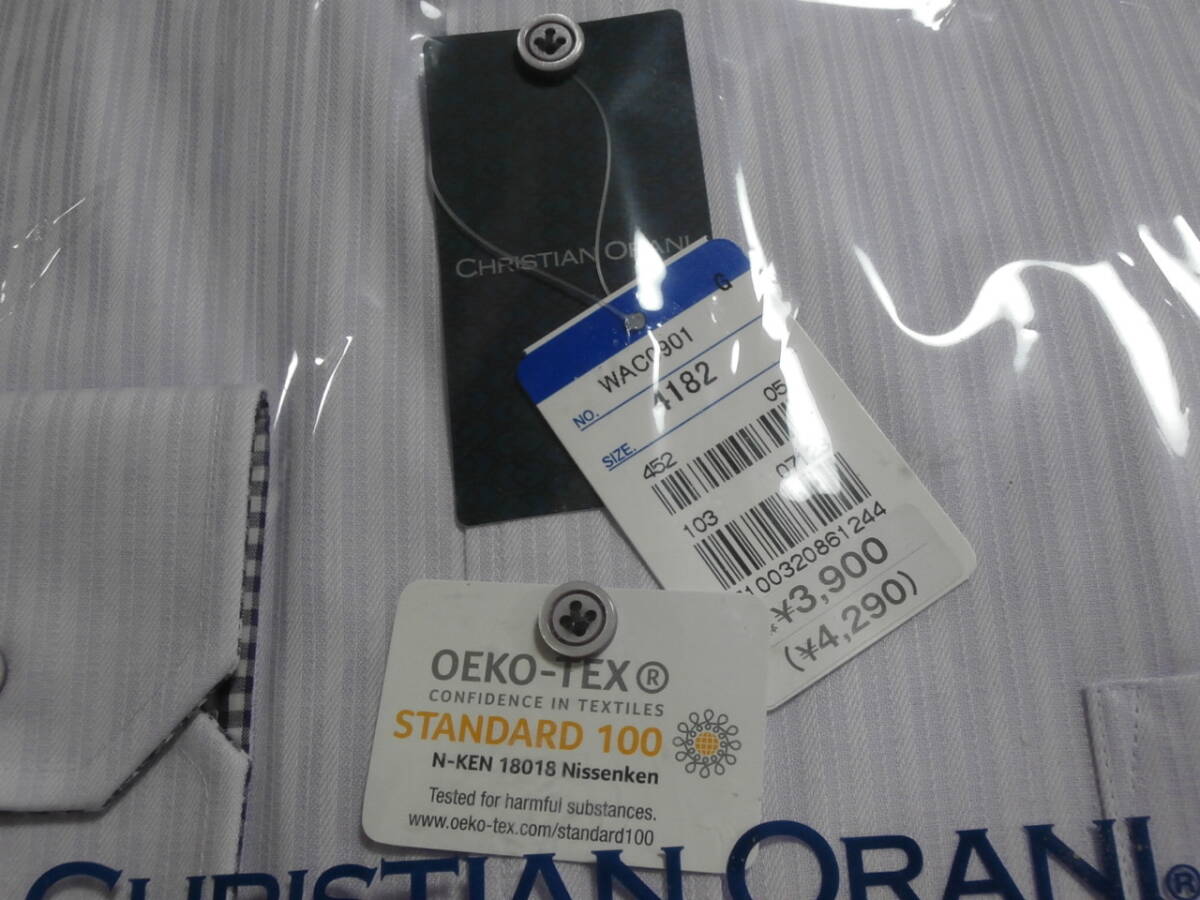 CHRISTIAN ORANI
G
WAC0901
NO. 4182
SIZE.
452 05
103
100320861244
*¥3,900
(¥4,290)
OEKO-TEX®
CONFIDENCE IN TEXTILES
STANDARD 100
N-KEN 18018 Nissenken
Tested for harmful substances.
www.oeko-tex.com/standard100
CHRISTIAN ORANI®